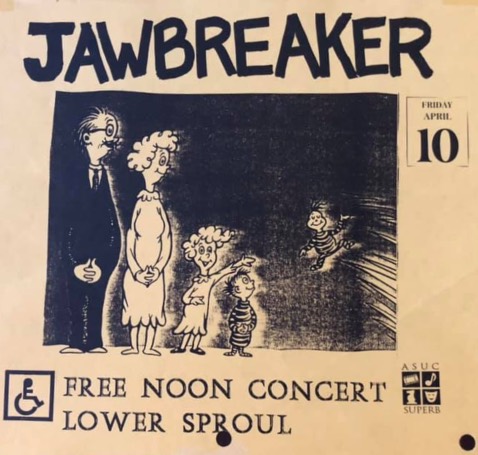 JAWBREAKER
FRIDAY
APRIL
10
FREE NOON CONCERT
LOWER SPROUL
ASUC
SUPERB